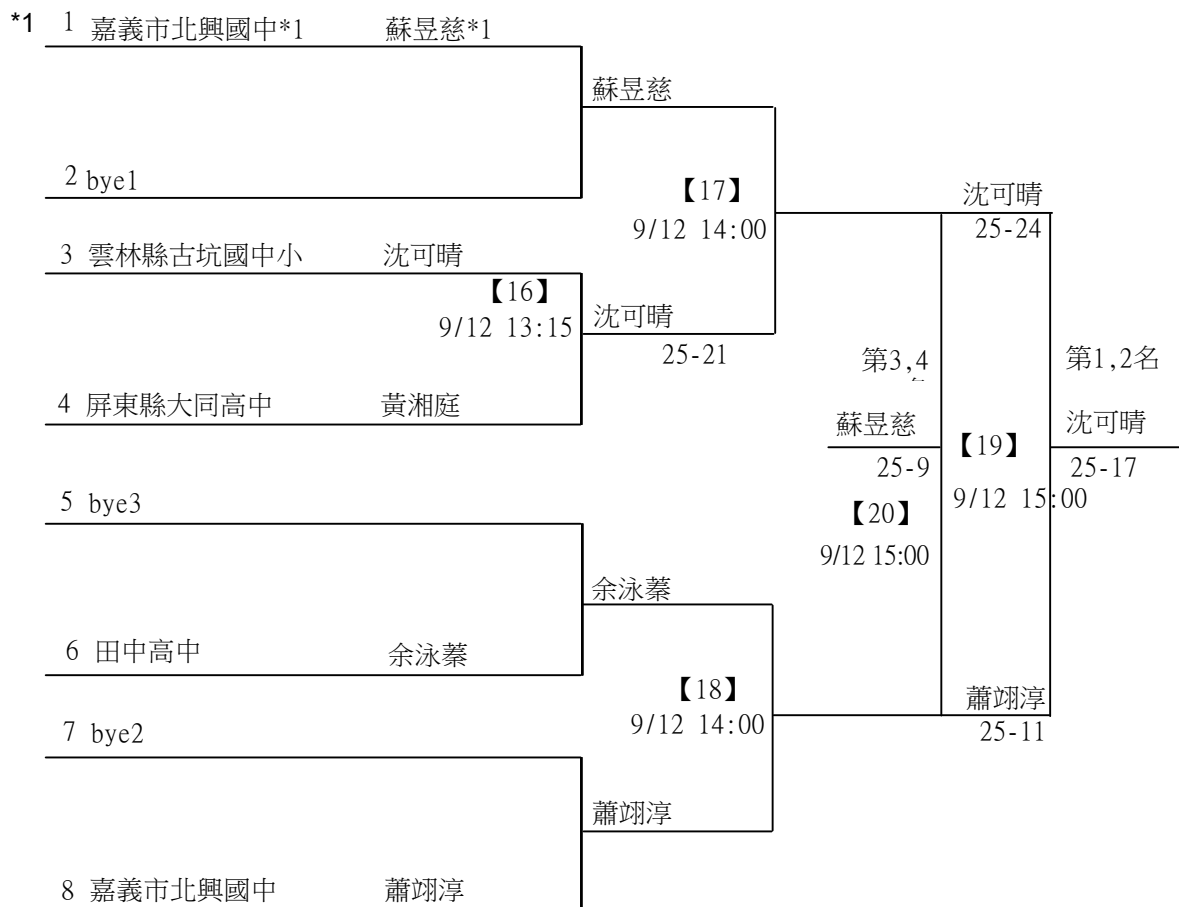 *1 1 嘉義市北興國中*1 蘇昱慈*1
蘇昱慈
2 bye1
【17】
9/12 14:00
沈可晴
25-24
3 雲林縣古坑國中小 沈可晴
【16】
9/12 13:15
沈可晴
25-21
第3,4
第1,2名
4 屏東縣大同高中 黃湘庭
蘇昱慈
25-9
【19】
9/12 15:00
沈可晴
25-17
5 bye3
【20】
9/12 15:00
余泳蓁
6 田中高中 余泳蓁
【18】
9/12 14:00
蕭翊淳
25-11
7 bye2
蕭翊淳
8 嘉義市北興國中 蕭翊淳